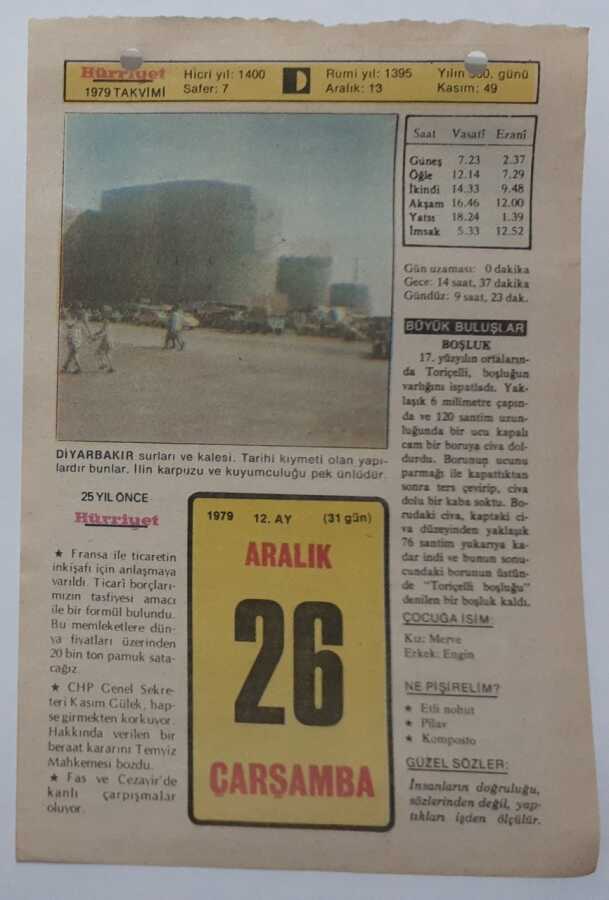 Hürriyet
1979 TAKVİMİ
Hicri yıl: 1400
Safer: 7
Rumi yıl: 1395
Aralık: 13
Yılın 360. günü
Kasım: 49
Saat Vasatî Ezanî
Güneş 7.23 2.37
Öğle 12.14 7.29
İkindi 14.33 9.48
Akşam 16.46 12.00
Yatsı 18.24 1.39
İmsak 5.33 12.52
Gün uzaması: 0 dakika
Gece: 14 saat, 37 dakika
Gündüz: 9 saat, 23 dak.
DİYARBAKIR surları ve kalesi. Tarihi kıymeti olan yapı-
lardır bunlar. İlin karpuzu ve kuyumculuğu pek ünlüdür.
25 YIL ÖNCE
Hürriyet
★ Fransa ile ticaretin
inkişafı için anlaşmaya
varıldı. Ticarî borçları-
mızın tasfiyesi amacı
ile bir formül bulundu.
Bu memleketlere dün-
ya fiyatları üzerinden
20 bin ton pamuk sata-
cağız.
★ CHP Genel Sekre-
teri Kasım Gülek, hap-
se girmekten korkuyor.
Hakkında verilen bir
beraat kararını Temyiz
Mahkemesi bozdu.
★ Fas ve Cezayir'de
kanlı çarpışmalar
oluyor.
1979 12. AY (31 gün)
ARALIK
26
ÇARŞAMBA
BÜYÜK BULUŞLAR
BOŞLUK
17. yüzyılın ortaların-
da Toriçelli, boşluğun
varlığını ispatladı. Yak-
laşık 6 milimetre çapın-
da ve 120 santim uzun-
luğunda bir ucu kapalı
cam bir boruya civa dol-
durdu. Borunun ucunu
parmağı ile kapattıktan
sonra ters çevirip, civa
dolu bir kaba soktu. Bo-
rudaki civa, kaptaki ci-
va düzeyinden yaklaşık
76 santim yukarıya ka-
dar indi ve bunun sonu-
cundaki borunun üstün-
de "Toriçelli boşluğu"
denilen bir boşluk kaldı.
ÇOCUĞA İSİM:
Kız: Merve
Erkek: Engin
NE PİŞİRELİM?
★ Etli nohut
★ Pilav
★ Komposto
GÜZEL SÖZLER:
İnsanların doğruluğu,
sözlerinden değil, yap-
tıkları işden ölçülür.